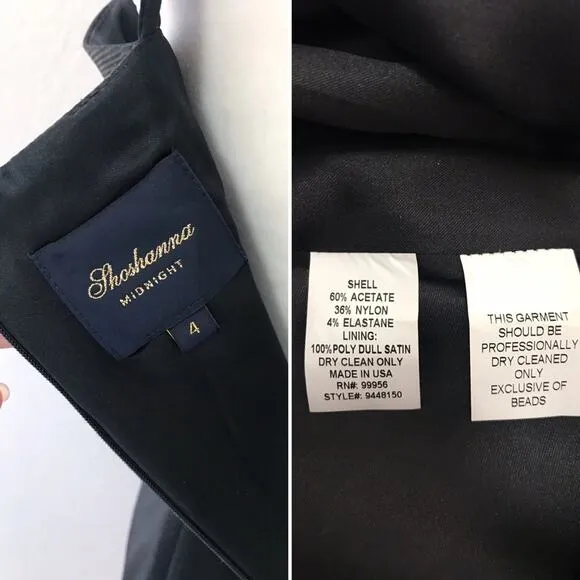 Shoshanna
MIDNIGHT
4
SHELL
60% ACETATE
36% NYLON
4% ELASTANE
LINING:
100%POLY DULL SATIN
DRY CLEAN ONLY
MADE IN USA
RN#: 99956
STYLE#: 9448150
THIS GARMENT
SHOULD BE
PROFESSIONALLY
DRY CLEANED
ONLY
EXCLUSIVE OF
BEADS